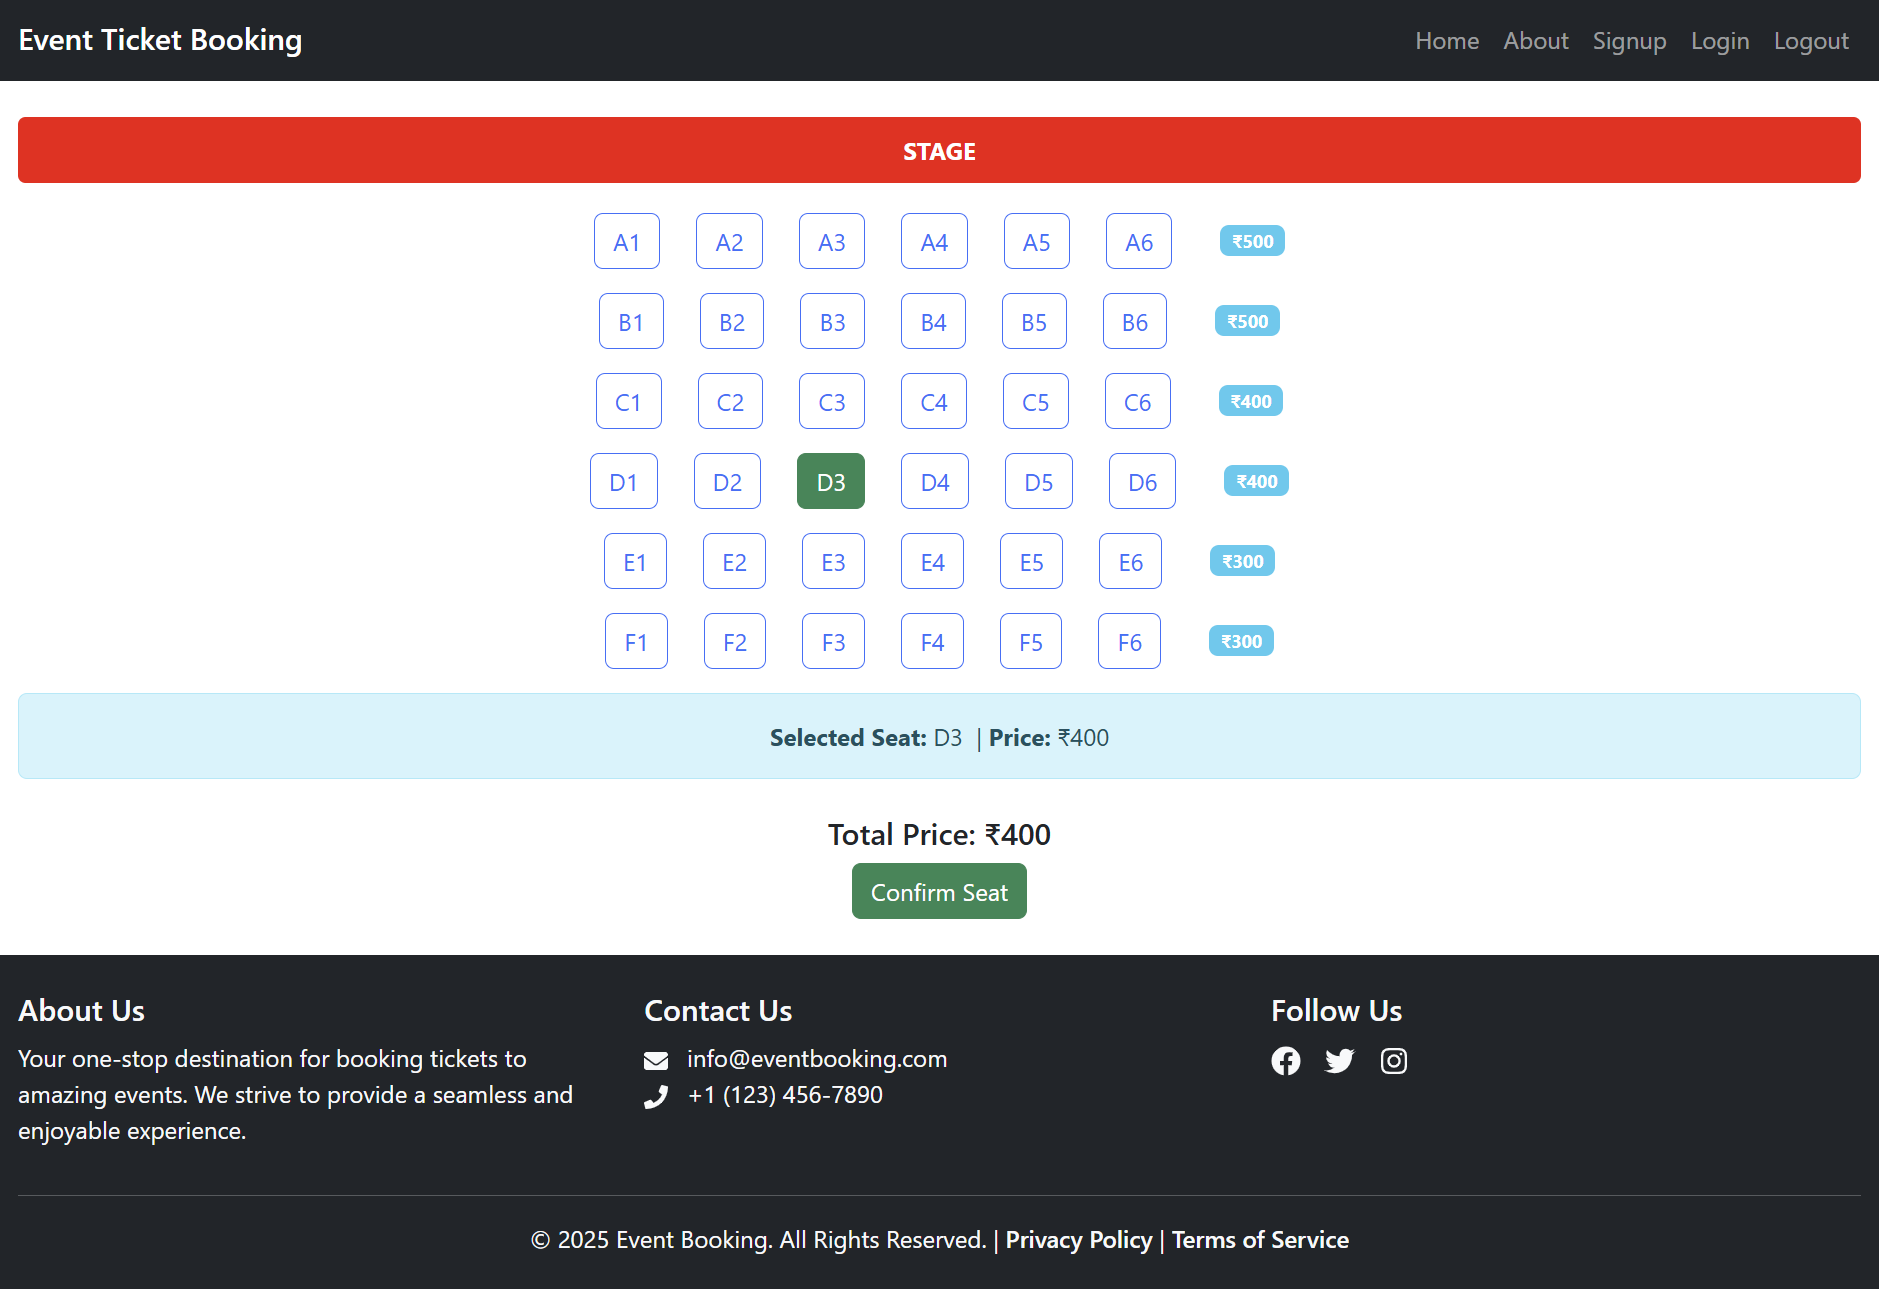 Event Ticket Booking
Home About Signup Login Logout
STAGE
A1 A2 A3 A4 A5 A6 ₹500
B1 B2 B3 B4 B5 B6 ₹500
C1 C2 C3 C4 C5 C6 ₹400
D1 D2 D3 D4 D5 D6 ₹400
E1 E2 E3 E4 E5 E6 ₹300
F1 F2 F3 F4 F5 F6 ₹300
Selected Seat: D3 | Price: ₹400
Total Price: ₹400
Confirm Seat
About Us
Your one-stop destination for booking tickets to
amazing events. We strive to provide a seamless and
enjoyable experience.
Contact Us
info@eventbooking.com
+1 (123) 456-7890
Follow Us
© 2025 Event Booking. All Rights Reserved. | Privacy Policy | Terms of Service